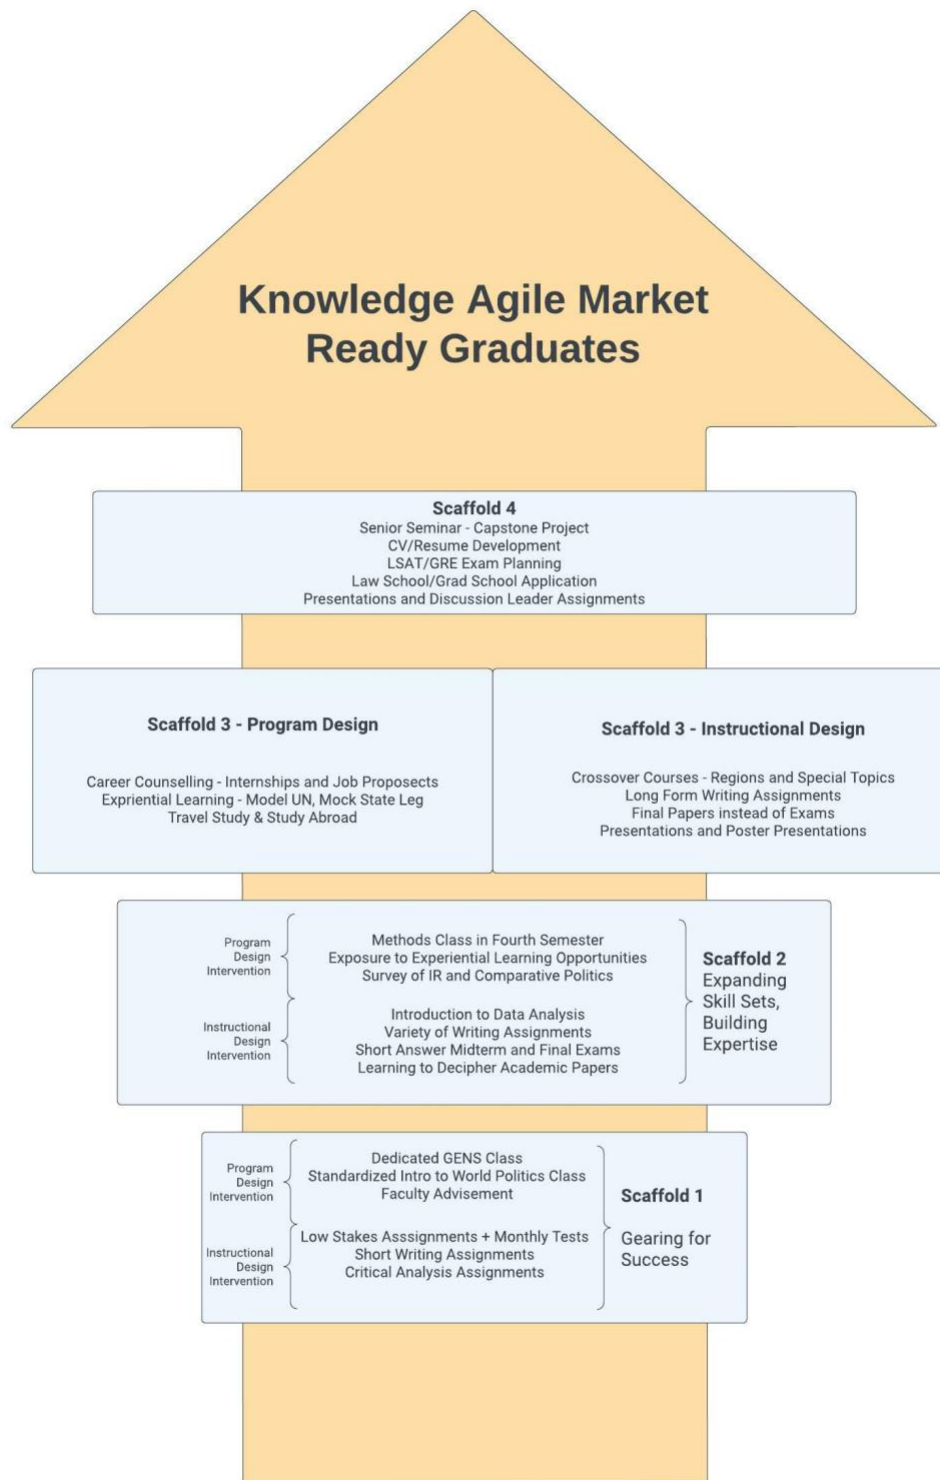 Knowledge Agile Market
Ready Graduates
Scaffold 4
Senior Seminar - Capstone Project
CV/Resume Development
LSAT/GRE Exam Planning
Law School/Grad School Application
Presentations and Discussion Leader Assignments
Scaffold 3 - Program Design
Career Counselling - Internships and Job Proposects
Expriential Learning - Model UN, Mock State Leg
Travel Study & Study Abroad
Scaffold 3 - Instructional Design
Crossover Courses - Regions and Special Topics
Long Form Writing Assignments
Final Papers instead of Exams
Presentations and Poster Presentations
Program
Design
Intervention
Methods Class in Fourth Semester
Exposure to Experiential Learning Opportunities
Survey of IR and Comparative Politics
Instructional
Design
Intervention
Introduction to Data Analysis
Variety of Writing Assignments
Short Answer Midterm and Final Exams
Learning to Decipher Academic Papers
Scaffold 2
Expanding
Skill Sets,
Building
Expertise
Program
Design
Intervention
Dedicated GENS Class
Standardized Intro to World Politics Class
Faculty Advisement
Instructional
Design
Intervention
Low Stakes Asssignments + Monthly Tests
Short Writing Assignments
Critical Analysis Assignments
Scaffold 1
Gearing for
Success